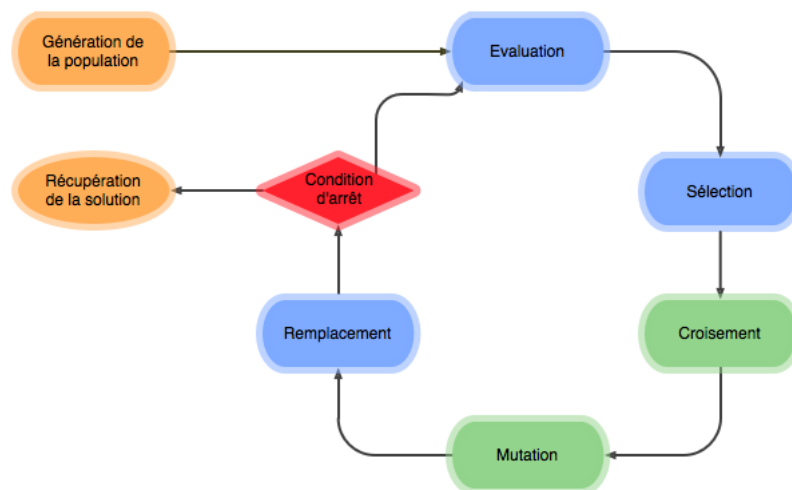 Génération de
la population
Evaluation
Récupération
de la solution
Condition
d'arrêt
Sélection
Remplacement
Croisement
Mutation